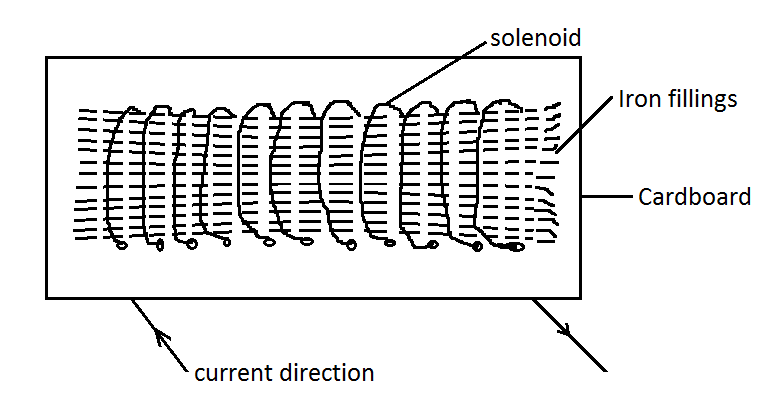 solenoid
Iron fillings
Cardboard
current direction